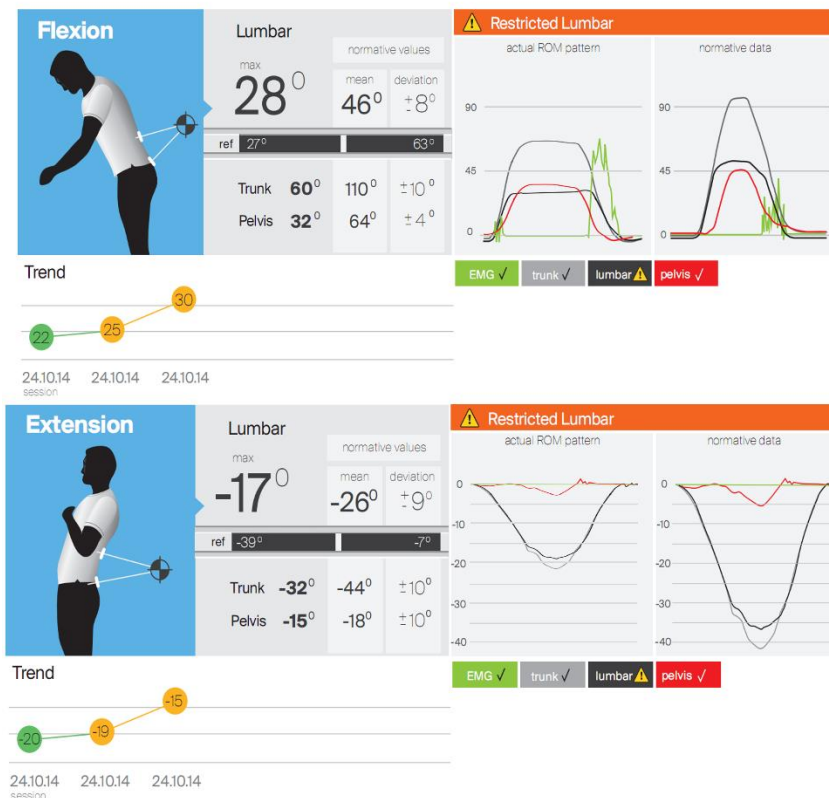 Flexion
Lumbar
normative values
max
28°
mean
46°
deviation
±8°
ref 27° 63°
Trunk 60° 110° ±10°
Pelvis 32° 64° ±4°
Restricted Lumbar
actual ROM pattern
normative data
90
45
0
90
45
0
EMG ✓ trunk ✓ lumbar pelvis ✓
Trend
22 25 30
24.10.14 24.10.14 24.10.14
session
Extension
Lumbar
normative values
max
-17°
mean
-26°
deviation
±9°
ref -39° -7°
Trunk -32° -44° ±10°
Pelvis -15° -18° ±10°
Restricted Lumbar
actual ROM pattern
normative data
0
-10
-20
-30
-40
0
-10
-20
-30
-40
EMG ✓ trunk ✓ lumbar pelvis ✓
Trend
-20 -19 -15
24.10.14 24.10.14 24.10.14
session